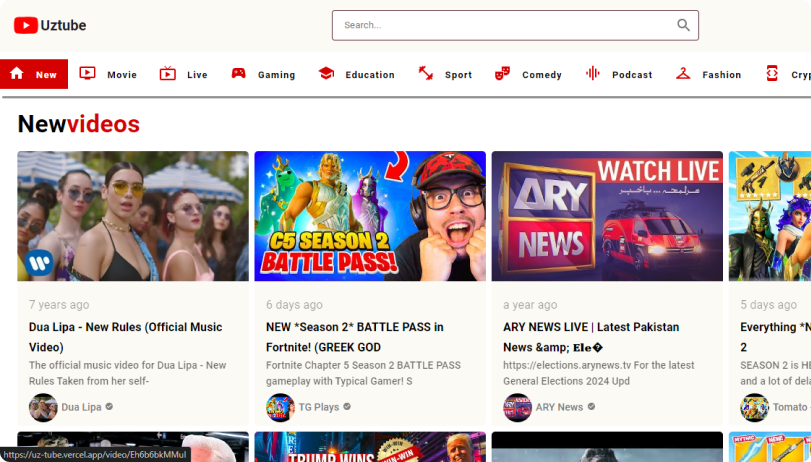 Uztube
Search...
New Movie Live Gaming Education Sport Comedy Podcast Fashion Cryp
Newvideos
C5 SEASON 2
BATTLE PASS!
WATCH LIVE
ARY
NEWS
7 years ago
Dua Lipa - New Rules (Official Music
Video)
The official music video for Dua Lipa - New
Rules Taken from her self-
Dua Lipa
6 days ago
NEW *Season 2* BATTLE PASS in
Fortnite! (GREEK GOD
Fortnite Chapter 5 Season 2 BATTLE PASS
gameplay with Typical Gamer! S
TG Plays
a year ago
ARY NEWS LIVE | Latest Pakistan
News &amp; 𝐄𝐥𝐞�
https://elections.arynews.tv For the latest
General Elections 2024 Upd
ARY News
5 days ago
Everything *N
2
SEASON 2 is HE
and a lot of dela
Tomato
TRUMP WINS
WIN-WIN
MYTHIC
https://uz-tube.vercel.app/video/Eh6b6bkMMuI